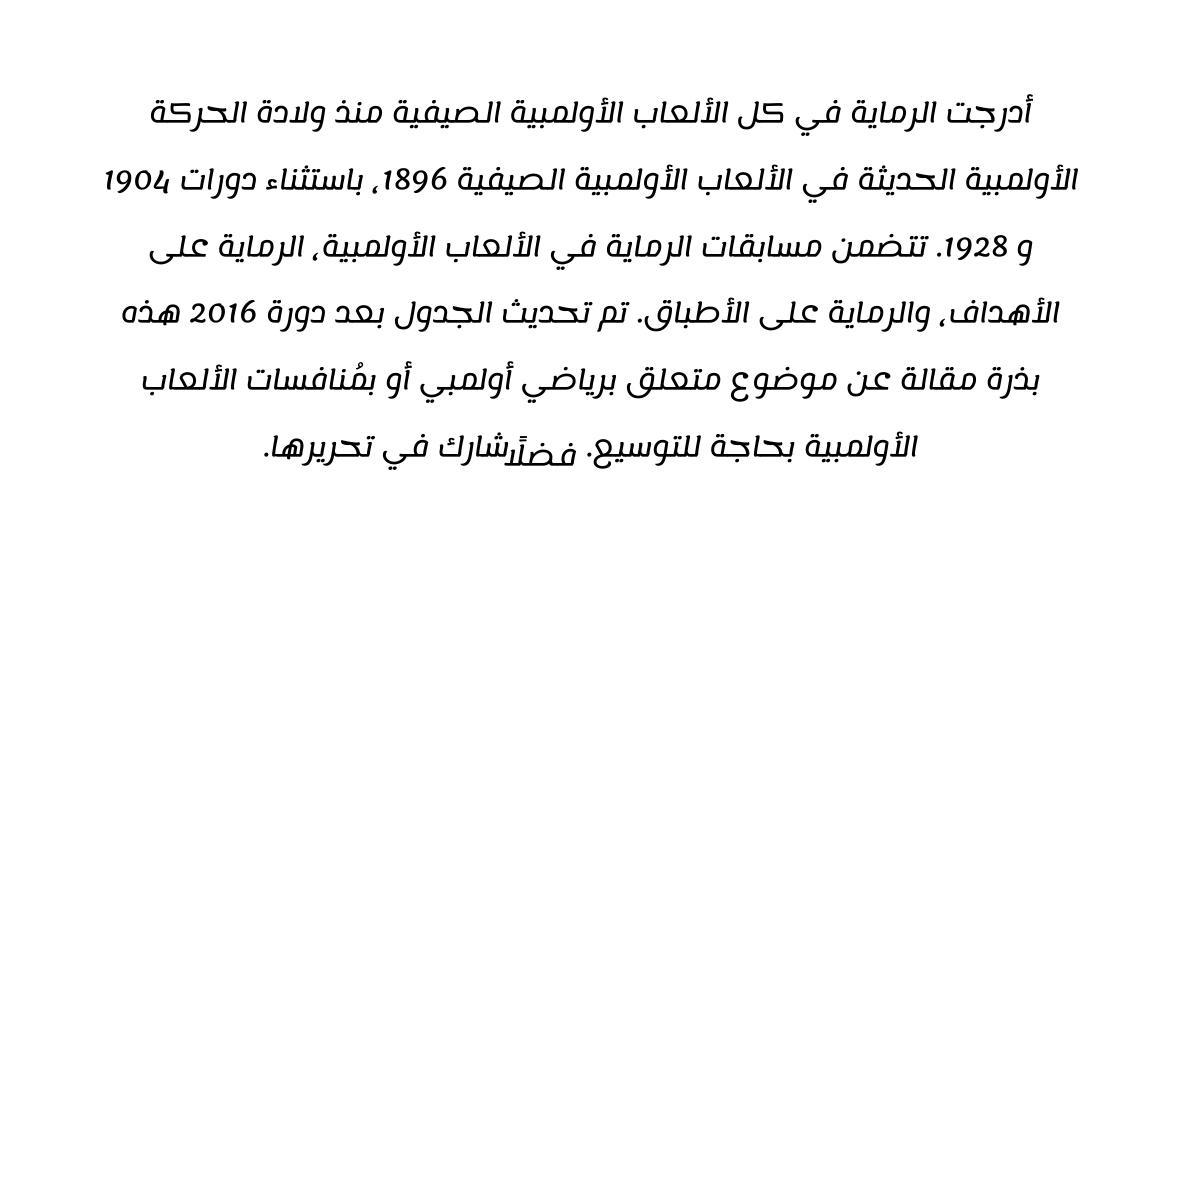 أدرجت الرماية في كل الألعاب الأولمبية الصيفية منذ ولادة الحركة
الأولمبية الحديثة في الألعاب الأولمبية الصيفية 1896، باستثناء دورات 1904
و 1928. تتضمن مسابقات الرماية في الألعاب الأولمبية، الرماية على
الأهداف، والرماية على الأطباق. تم تحديث الجدول بعد دورة 2016 هذه
بذرة مقالة عن موضوع متعلق برياضي أولمبي أو بمُنافسات الألعاب
الأولمبية بحاجة للتوسيع. فضلًا شارك في تحريرها.